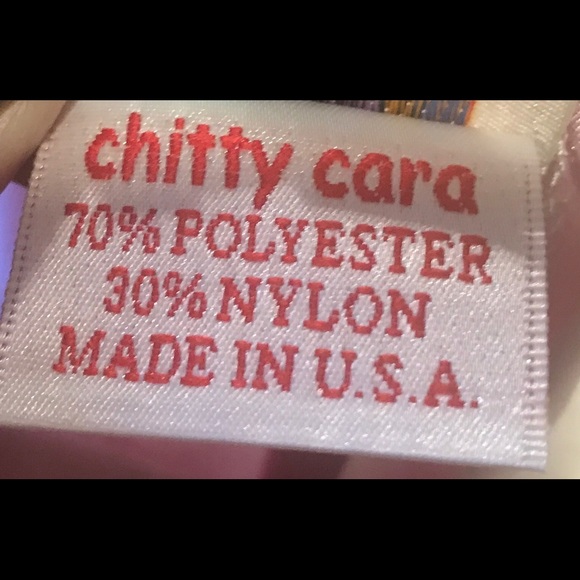 chitty cara
70% POLYESTER
30% NYLON
MADE IN U.S.A.